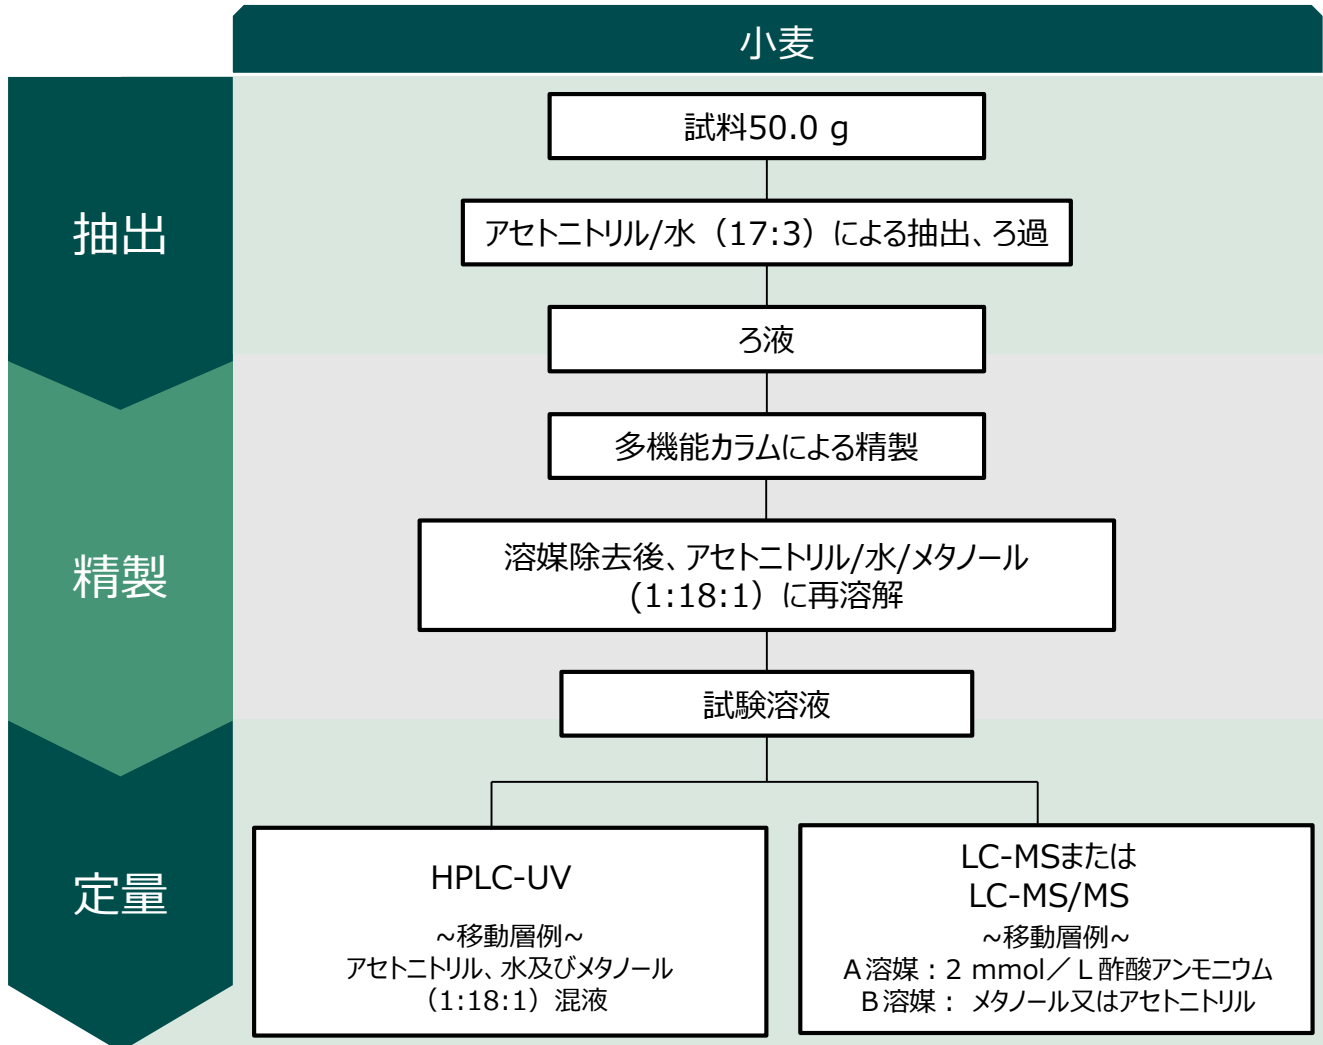 小麦
抽出
試料50.0 g
アセトニトリル/水（17:3）による抽出、ろ過
ろ液
精製
多機能カラムによる精製
溶媒除去後、アセトニトリル/水/メタノール
(1:18:1）に再溶解
試験溶液
定量
HPLC-UV
~移動層例~
アセトニトリル、水及びメタノール
（1:18:1）混液
LC-MSまたは
LC-MS/MS
~移動層例~
A溶媒：2 mmol／L酢酸アンモニウム
B溶媒： メタノール又はアセトニトリル